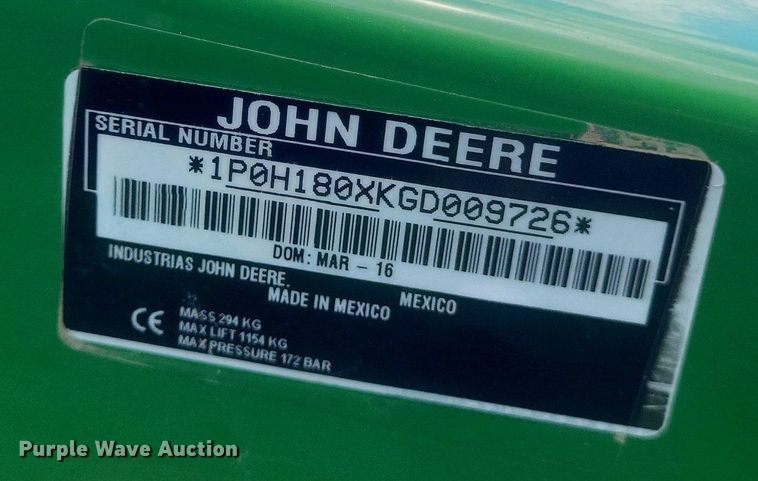 JOHN DEERE
SERIAL NUMBER
*1P0H180XKGD009726*
DOM: MAR - 16
INDUSTRIAS JOHN DEERE. MEXICO
MADE IN MEXICO
CE
MASS 294 KG
MAX LIFT 1154 KG
MAX PRESSURE 172 BAR
Purple Wave Auction